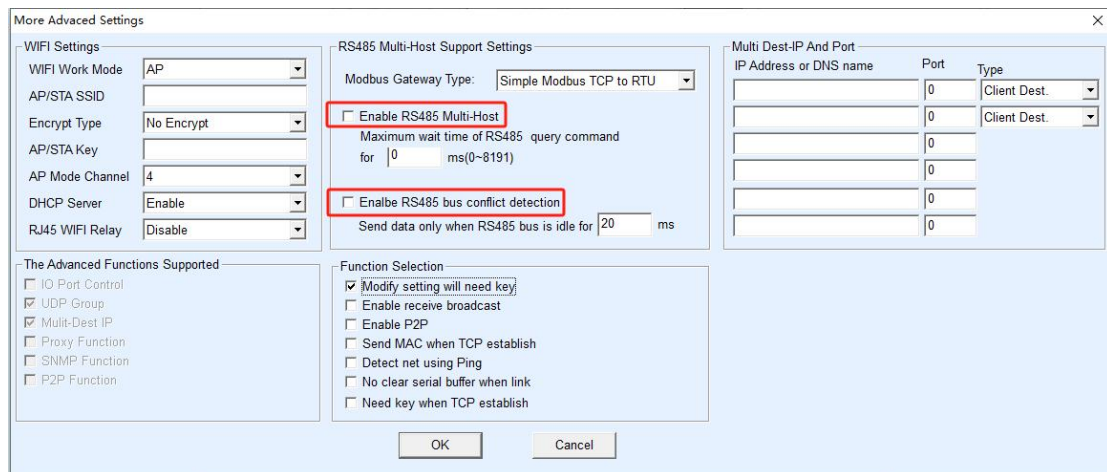 More Advaced Settings
WIFI Settings
WIFI Work Mode AP
AP/STA SSID
Encrypt Type No Encrypt
AP/STA Key
AP Mode Channel 4
DHCP Server Enable
RJ45 WIFI Relay Disable
RS485 Multi-Host Support Settings
Modbus Gateway Type: Simple Modbus TCP to RTU
Enable RS485 Multi-Host
Maximum wait time of RS485 query command
for 0 ms(0~8191)
Enalbe RS485 bus conflict detection
Send data only when RS485 bus is idle for 20 ms
Multi Dest-IP And Port
IP Address or DNS name Port Type
0 Client Dest.
0 Client Dest.
0
0
0
0
The Advanced Functions Supported
IO Port Control
UDP Group
Mulit-Dest IP
Proxy Function
SNMP Function
P2P Function
Function Selection
Modify setting will need key
Enable receive broadcast
Enable P2P
Send MAC when TCP establish
Detect net using Ping
No clear serial buffer when link
Need key when TCP establish
OK Cancel